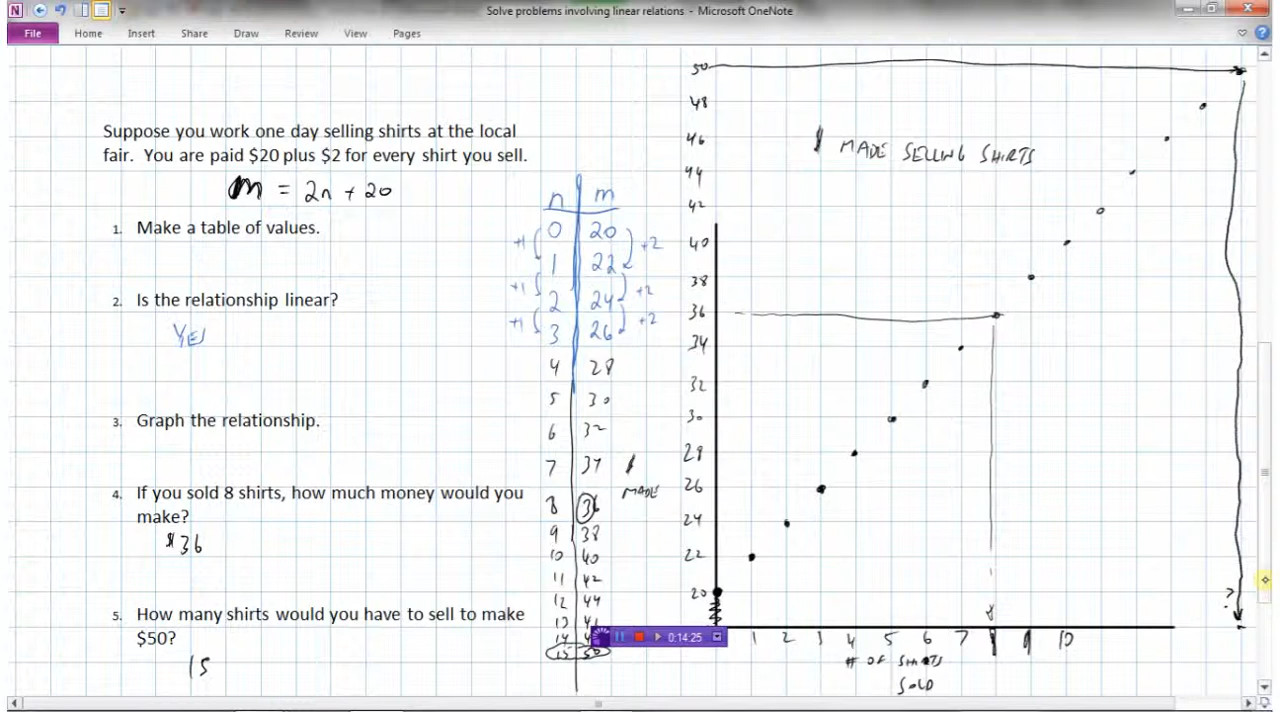 Solve problems involving linear relations - Microsoft OneNote
File Home Insert Share Draw Review View Pages
Suppose you work one day selling shirts at the local
fair. You are paid $20 plus $2 for every shirt you sell.
m = 2n + 20
1. Make a table of values.
2. Is the relationship linear?
YES
3. Graph the relationship.
4. If you sold 8 shirts, how much money would you
make?
$36
5. How many shirts would you have to sell to make
$50?
15
n m
0 20
1 22
2 24
3 26
4 28
5 30
6 32
7 34
8 36
9 38
10 40
11 42
12 44
13
14
15 50
+1 +2
+1 +2
+1 +2
$
MADE
0:14:25
$ MADE SELLING SHIRTS
50
48
46
44
42
40
38
36
34
32
30
28
26
24
22
20
?
8
1 2 3 4 5 6 7 8 9 10
# OF SHIRTS
SOLD